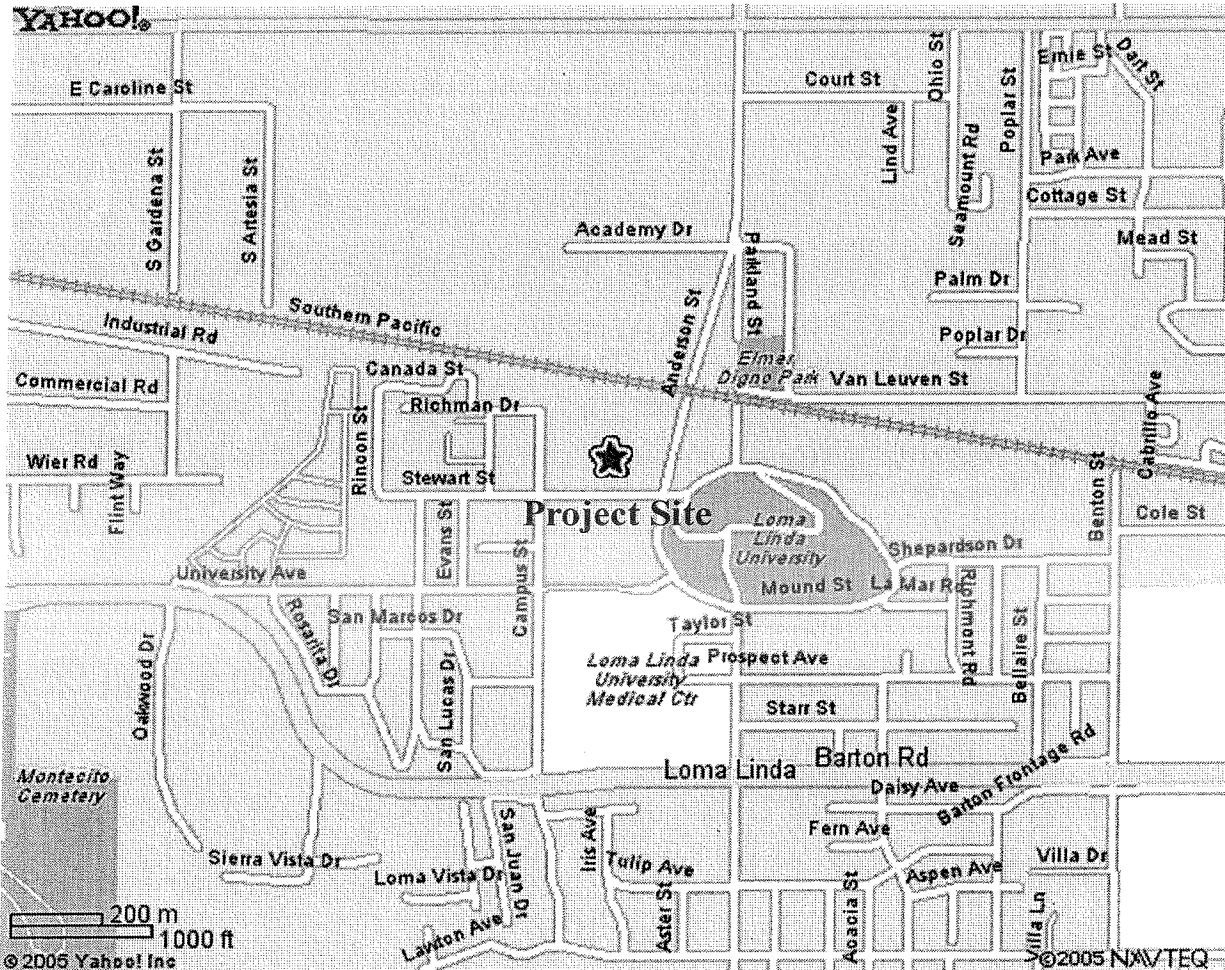 YAHOO!®
E Caroline St
Court St
Ohio St
Poplar St
Ernie St
Dart St
Lind Ave
Seamount Rd
Park Ave
Cottage St
Mead St
S Gardena St
S Artesia St
Academy Dr
Parkland St
Palm Dr
Southern Pacific
Industrial Rd
Anderson St
Poplar Dr
Elmer
Digno Park
Van Leuven St
Canada St
Commercial Rd
Richman Dr
Rincon St
Cabrillo Ave
Wier Rd
Flint Way
Stewart St
Benton St
Project Site
Cole St
Loma
Linda
University
Evans St
Campus St
Shepardson Dr
University Ave
Mound St
La Mar Rd
Richmont Rd
Rosarita Dr
San Marcos Dr
Taylor St
Bellaire St
Oakwood Dr
San Lucas Dr
Loma Linda
University
Medical Ctr
Prospect Ave
Starr St
Barton Rd
Loma Linda
Barton Frontage Rd
Montecito
Cemetery
Daisy Ave
San Juan Dr
Iris Ave
Fern Ave
Sierra Vista Dr
Loma Vista Dr
Tulip Ave
Aspen Ave
Villa Dr
Aster St
Acacia St
Villa Ln
Lawton Ave
200 m
1000 ft
© 2005 Yahoo! Inc
©2005 NAVTEQ